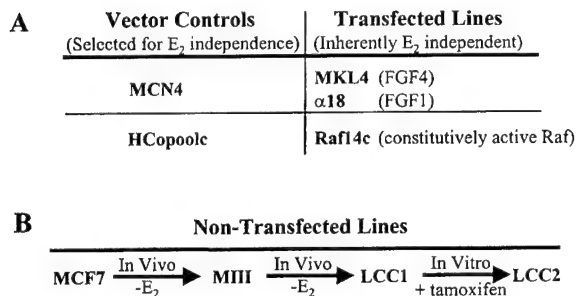 A
Vector Controls
(Selected for E2 independence)
Transfected Lines
(Inherently E2 independent)
MCN4
MKL4 (FGF4)
α18 (FGF1)
HCopoolc
Raf14c (constitutively active Raf)
B
Non-Transfected Lines
MCF7 In Vivo -E2 MIII In Vivo -E2 LCC1 In Vitro + tamoxifen LCC2